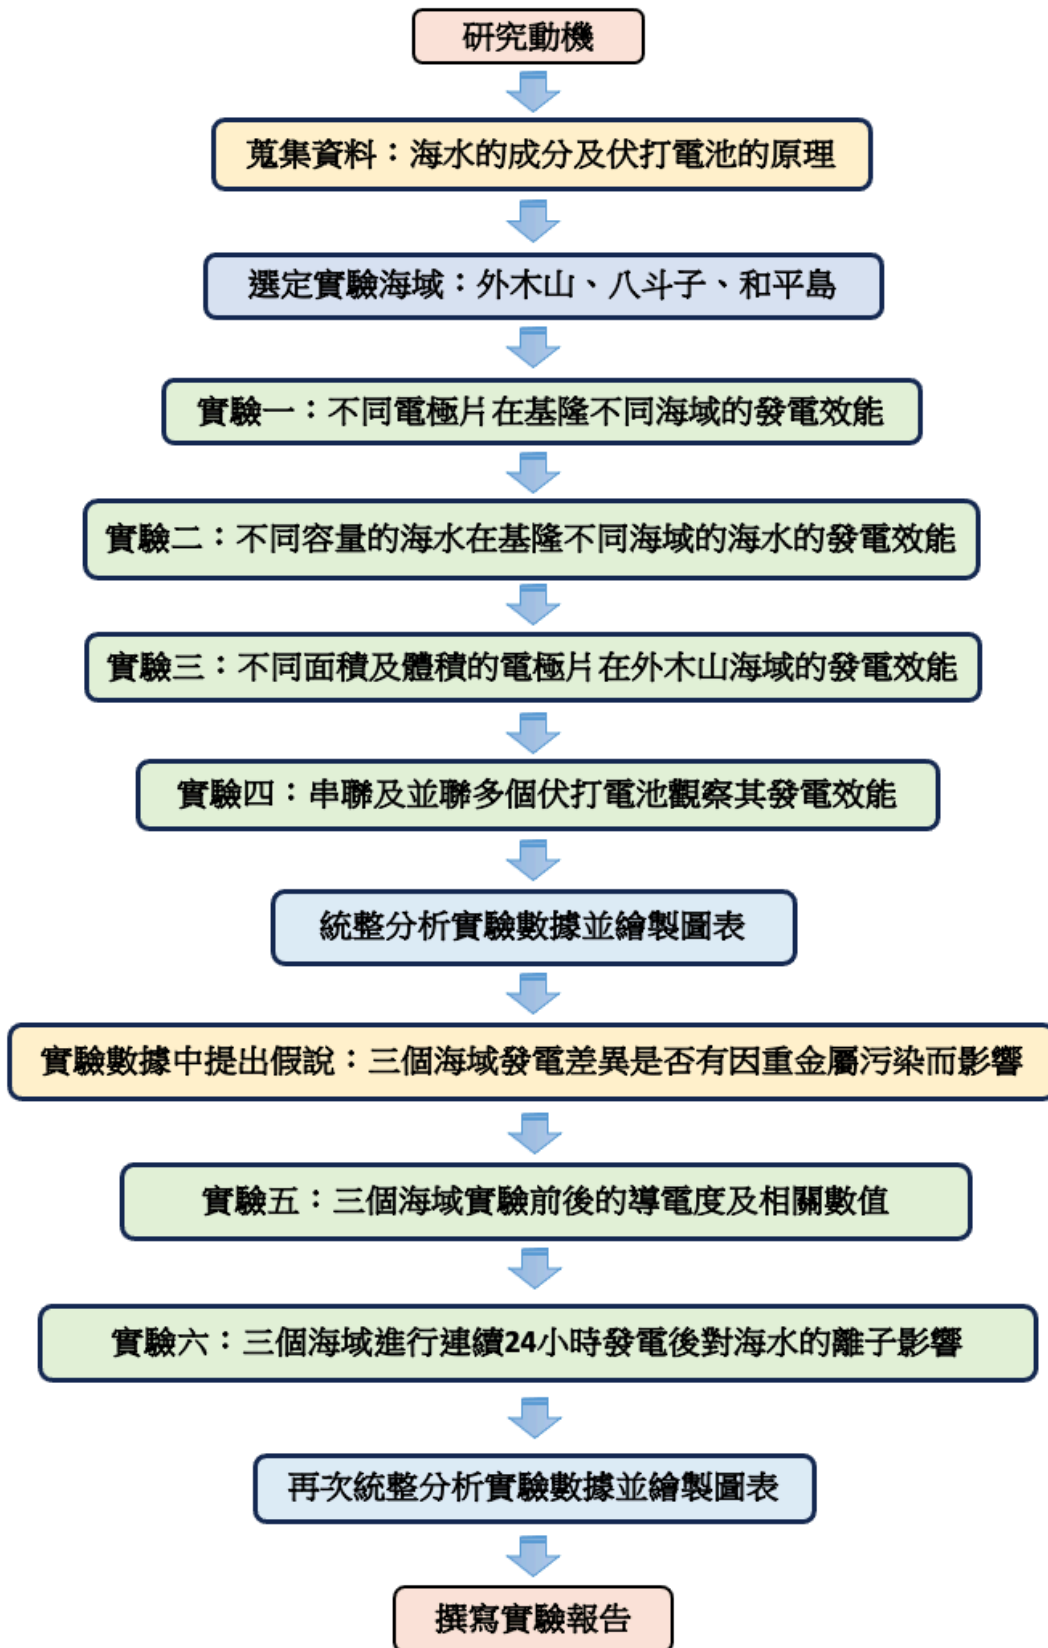 研究動機
蒐集資料：海水的成分及伏打電池的原理
選定實驗海域：外木山、八斗子、和平島
實驗一：不同電極片在基隆不同海域的發電效能
實驗二：不同容量的海水在基隆不同海域的海水的發電效能
實驗三：不同面積及體積的電極片在外木山海域的發電效能
實驗四：串聯及並聯多個伏打電池觀察其發電效能
統整分析實驗數據並繪製圖表
實驗數據中提出假說：三個海域發電差異是否有因重金屬污染而影響
實驗五：三個海域實驗前後的導電度及相關數值
實驗六：三個海域進行連續24小時發電後對海水的離子影響
再次統整分析實驗數據並繪製圖表
撰寫實驗報告